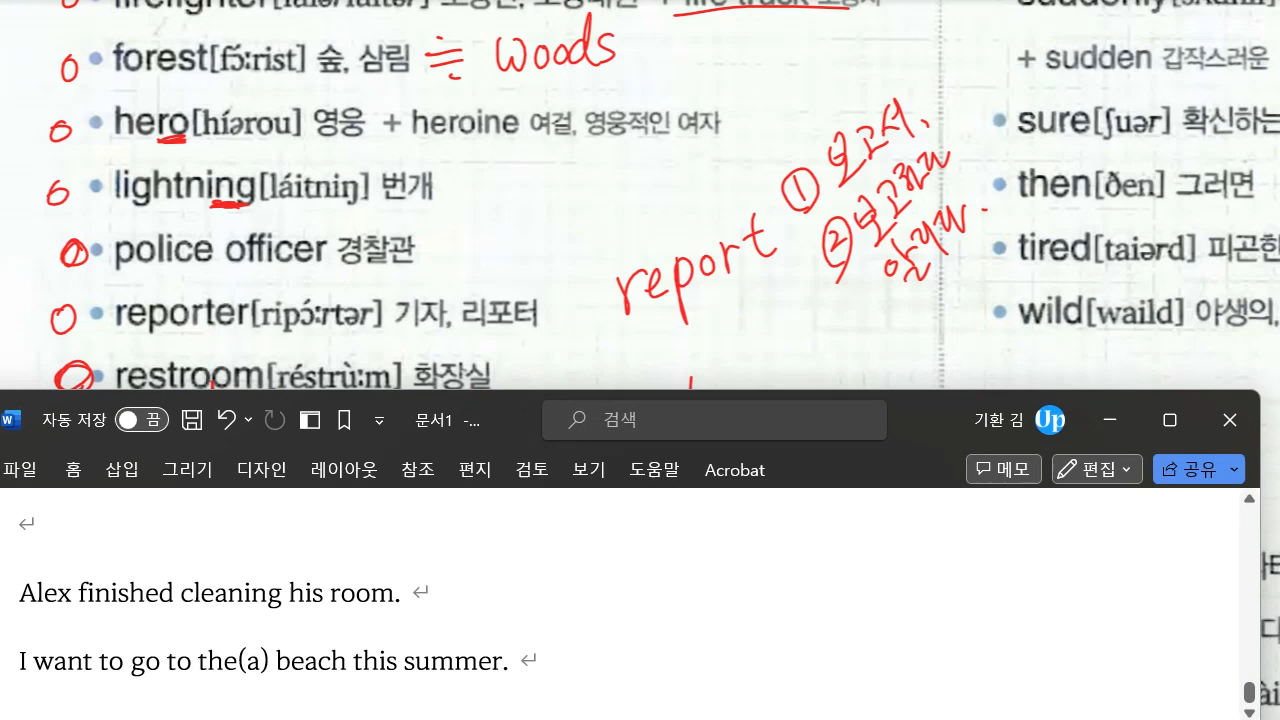 forest[fɔ́ːrist] 숲, 삼림 ≒ woods
+ sudden 갑작스러운
hero[híərou] 영웅 + heroine 여걸, 영웅적인 여자
sure[ʃuər] 확신하는
lightning[láitniŋ] 번개
then[ðen] 그러면
police officer 경찰관
tired[taiərd] 피곤한
reporter[ripɔ́ːrtər] 기자, 리포터
wild[waild] 야생의,
restroom[réstrùːm] 화장실
report ① 보고서,
② 보고하다
알리다.
자동 저장 끔 문서1 -... 검색 기환 김 Up
파일 홈 삽입 그리기 디자인 레이아웃 참조 편지 검토 보기 도움말 Acrobat 메모 편집 공유
Alex finished cleaning his room.
I want to go to the(a) beach this summer.